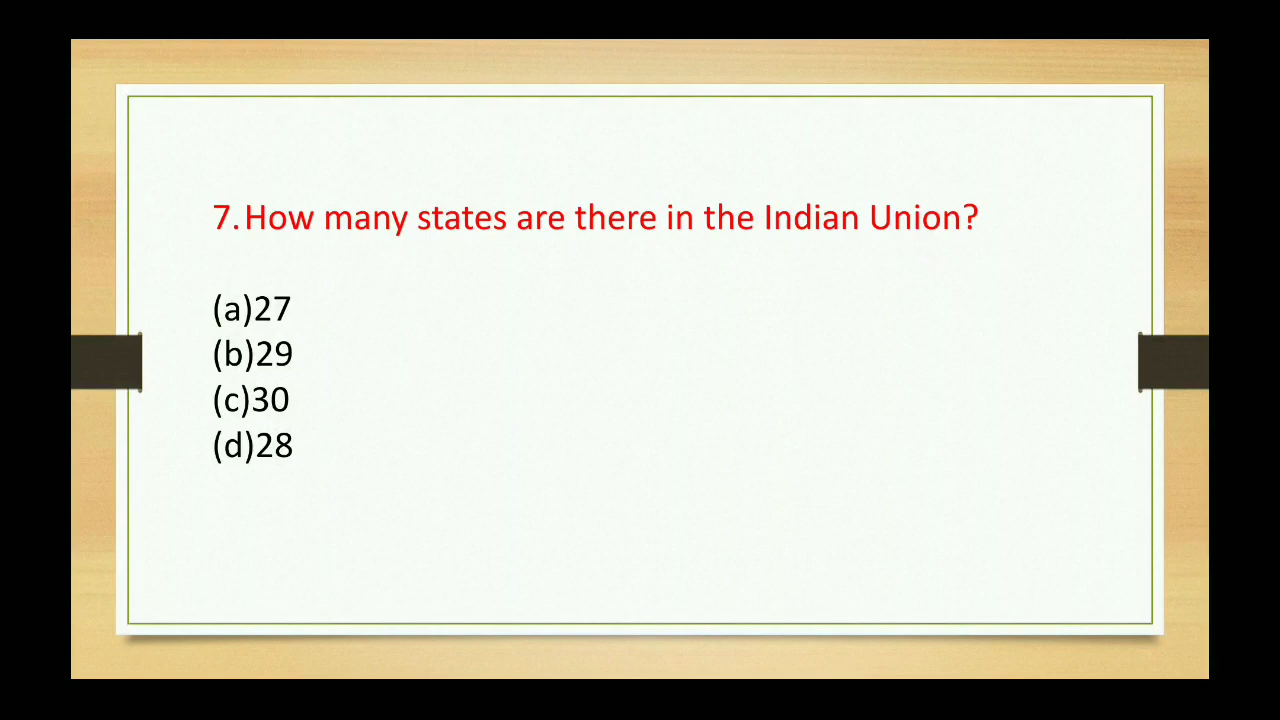 7. How many states are there in the Indian Union?
(a)27
(b)29
(c)30
(d)28